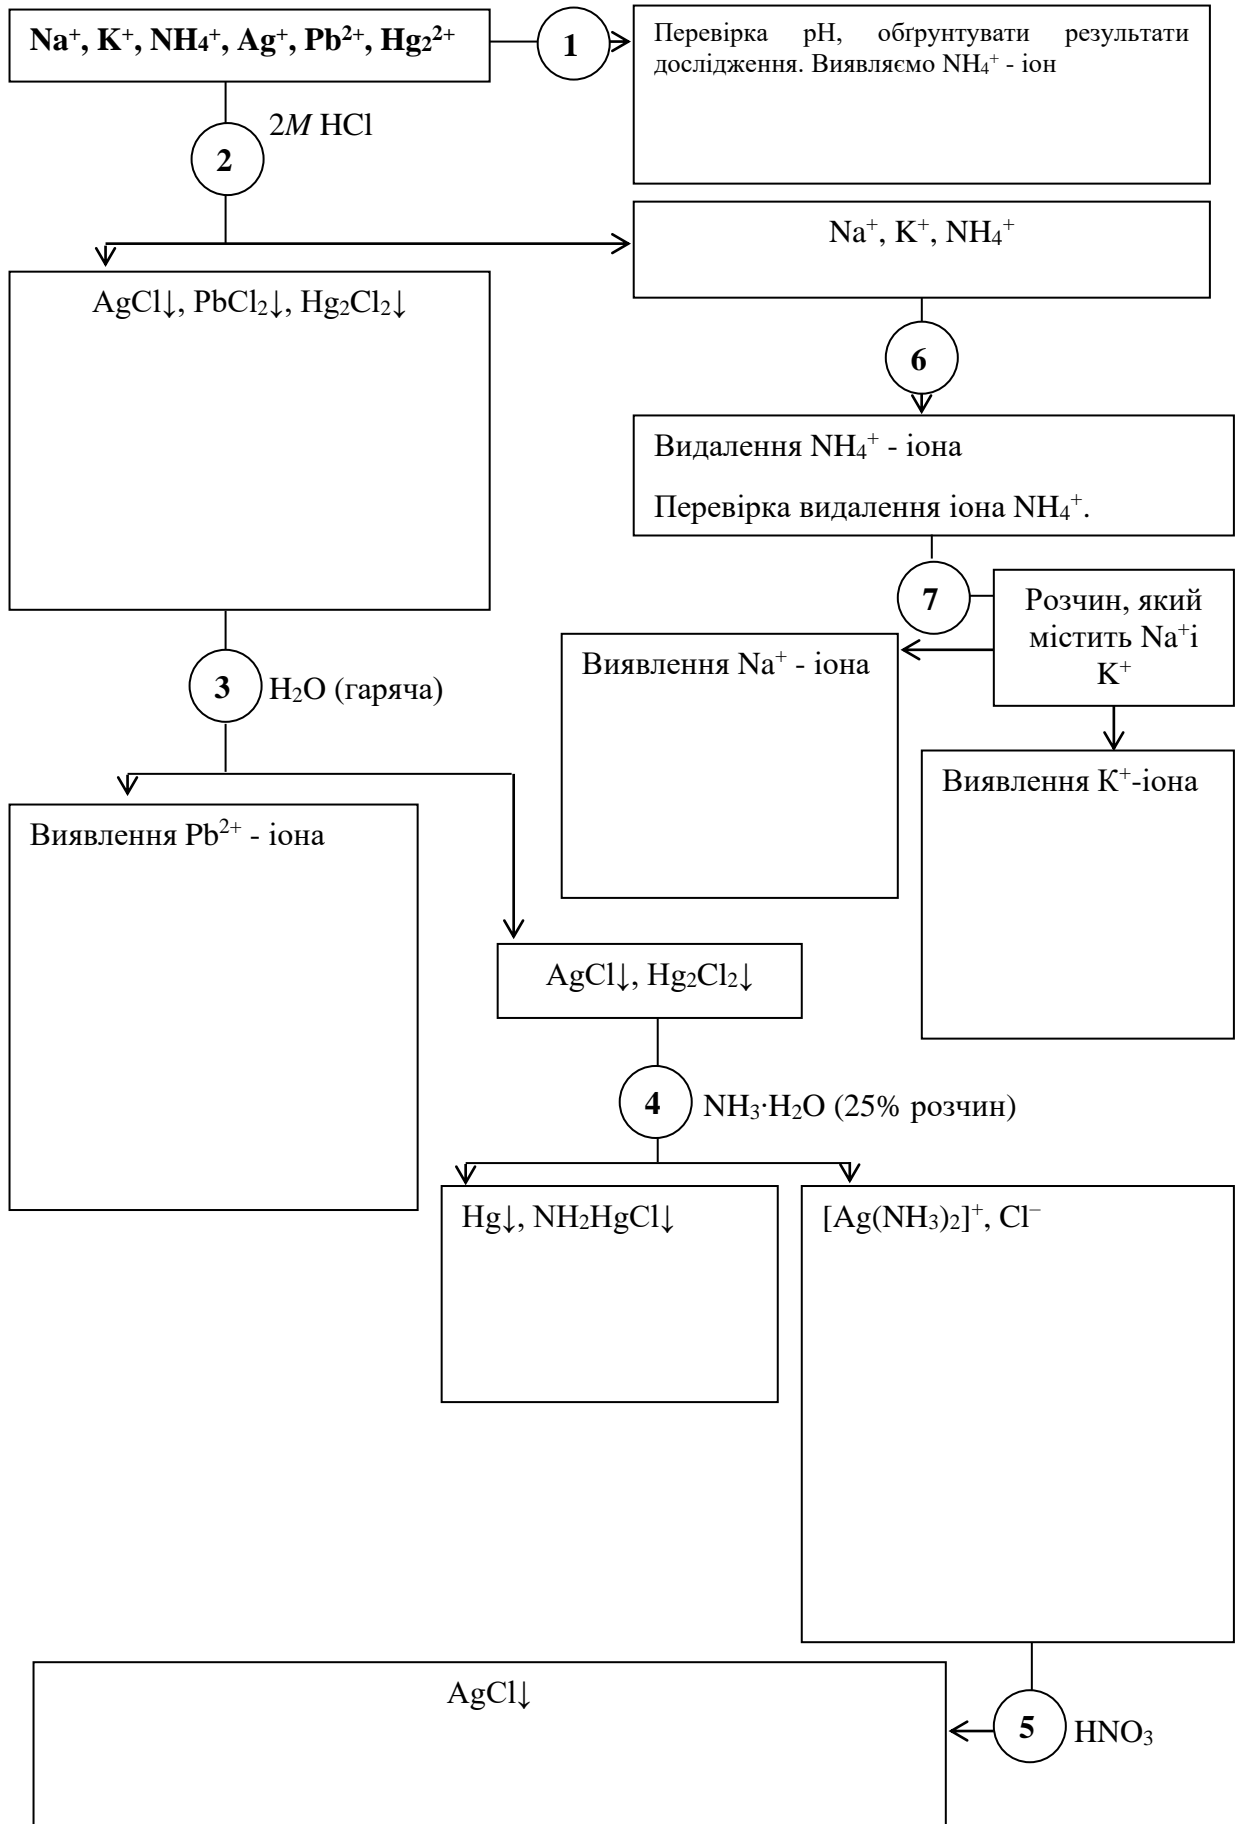 Na⁺, K⁺, NH₄⁺, Ag⁺, Pb²⁺, Hg₂²⁺
1
Перевірка рН, обґрунтувати результати
дослідження. Виявляємо NH₄⁺ - іон
2M HCl
2
Na⁺, K⁺, NH₄⁺
AgCl↓, PbCl₂↓, Hg₂Cl₂↓
6
Видалення NH₄⁺ - іона
Перевірка видалення іона NH₄⁺.
7
Розчин, який
містить Na⁺і
K⁺
Виявлення Na⁺ - іона
3
H₂O (гаряча)
Виявлення К⁺-іона
Виявлення Pb²⁺ - іона
AgCl↓, Hg₂Cl₂↓
4
NH₃·H₂O (25% розчин)
Hg↓, NH₂HgCl↓
[Ag(NH₃)₂]⁺, Cl⁻
AgCl↓
5
HNO₃